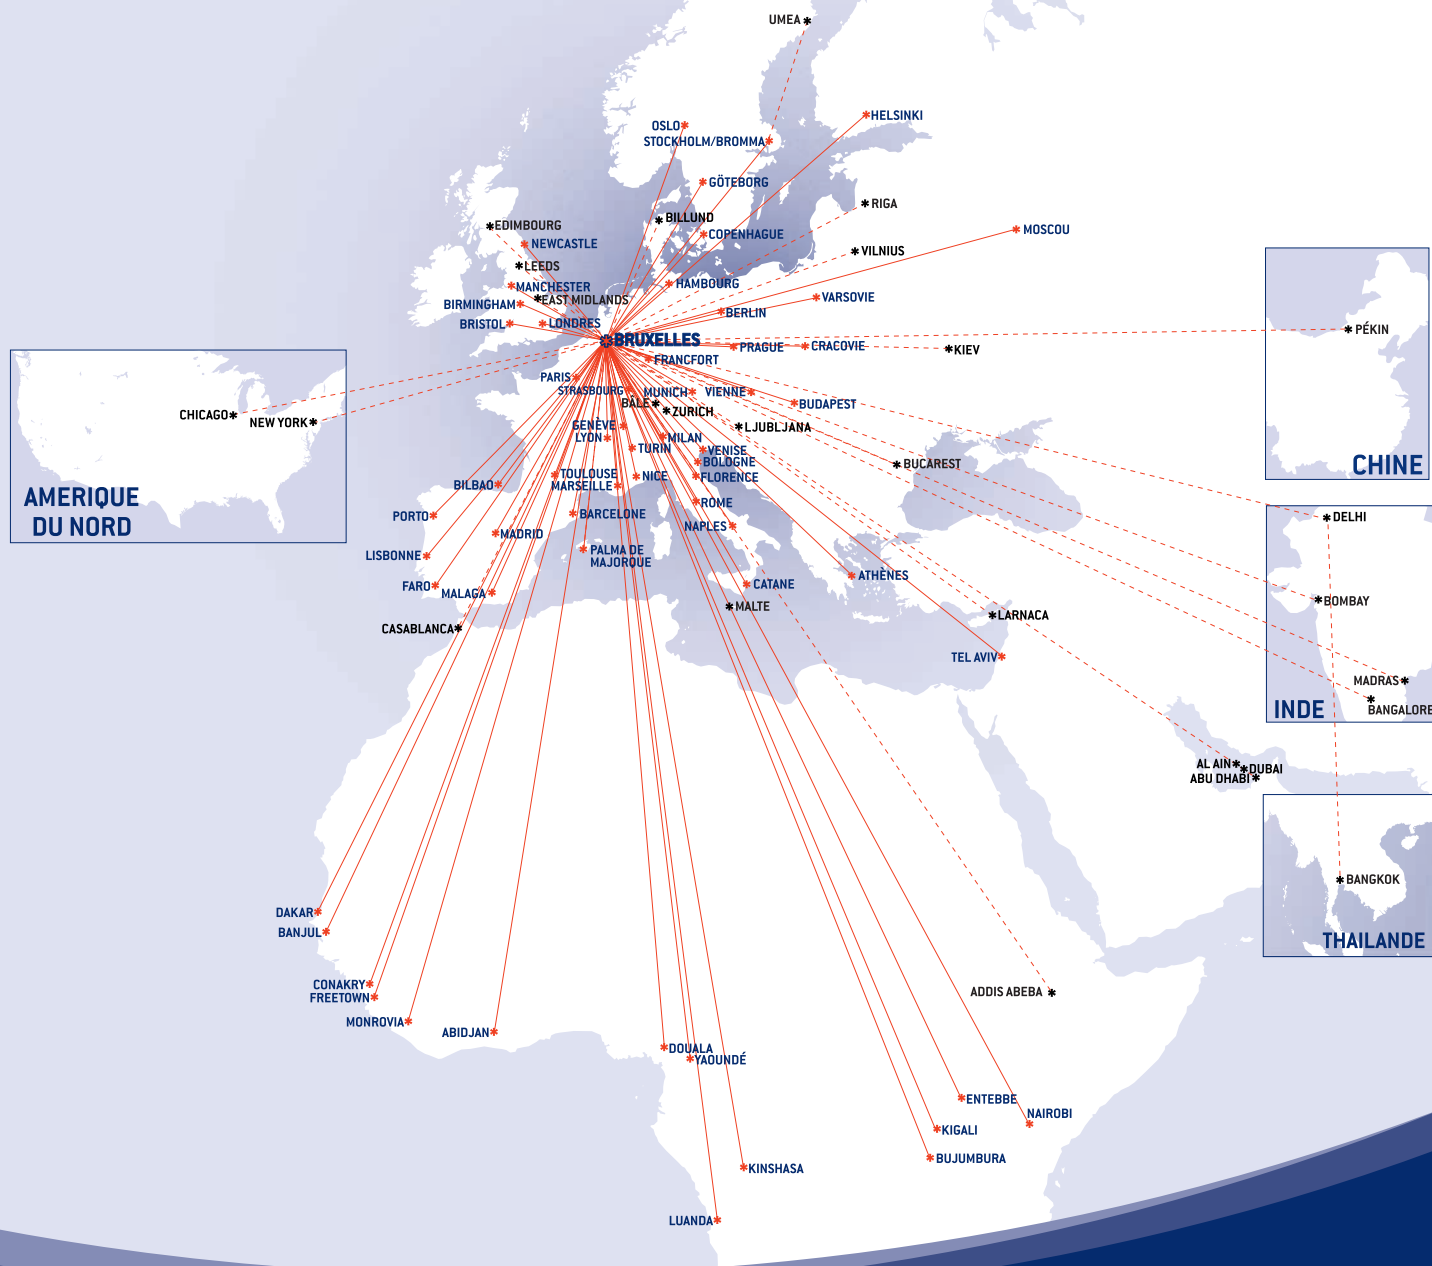 UMEA
HELSINKI
OSLO
STOCKHOLM/BROMMA
GÖTEBORG
RIGA
BILLUND
EDIMBOURG
MOSCOU
COPENHAGUE
NEWCASTLE
VILNIUS
LEEDS
HAMBOURG
MANCHESTER
VARSOVIE
EAST MIDLANDS
BIRMINGHAM
BERLIN
BRISTOL
LONDRES
PÉKIN
BRUXELLES
PRAGUE
CRACOVIE
KIEV
FRANCFORT
PARIS
STRASBOURG
MUNICH
VIENNE
BÂLE
BUDAPEST
ZURICH
CHICAGO
NEW YORK
GENÈVE
LJUBLJANA
LYON
MILAN
TURIN
VENISE
BOLOGNE
BUCAREST
CHINE
TOULOUSE
NICE
FLORENCE
BILBAO
MARSEILLE
AMERIQUE
DU NORD
ROME
PORTO
BARCELONE
DELHI
NAPLES
MADRID
PALMA DE
MAJORQUE
LISBONNE
ATHÈNES
FARO
CATANE
MALAGA
BOMBAY
MALTE
LARNACA
CASABLANCA
TEL AVIV
MADRAS
INDE
BANGALORE
AL AIN
DUBAI
ABU DHABI
BANGKOK
DAKAR
BANJUL
THAILANDE
CONAKRY
ADDIS ABEBA
FREETOWN
MONROVIA
ABIDJAN
DOUALA
YAOUNDÉ
ENTEBBE
NAIROBI
KIGALI
BUJUMBURA
KINSHASA
LUANDA